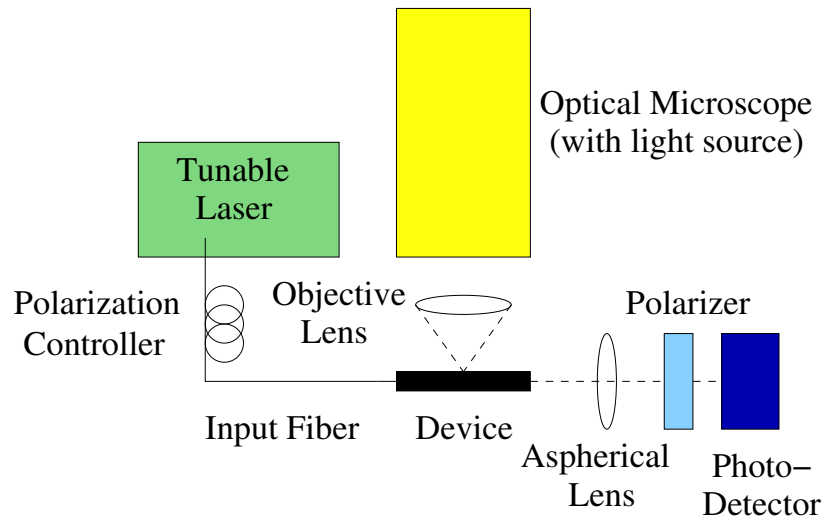 Optical Microscope
(with light source)
Tunable
Laser
Polarization
Controller
Objective
Lens
Polarizer
Input Fiber
Device
Aspherical
Lens
Photo−
Detector